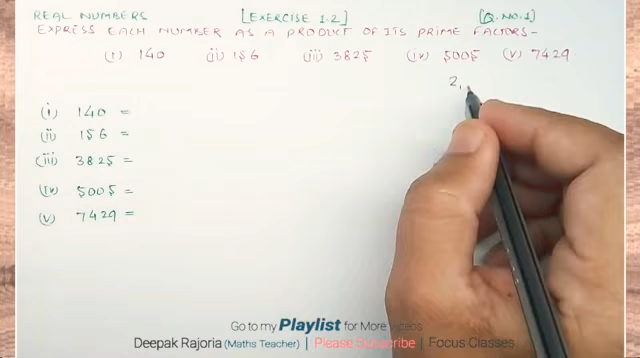 REAL NUMBERS [EXERCISE 1.2] (Q.NO.1)
EXPRESS EACH NUMBER AS A PRODUCT OF ITS PRIME FACTORS-
(i) 140 (ii) 156 (iii) 3825 (iv) 5005 (v) 7429
2,
(i) 140 =
(ii) 156 =
(iii) 3825 =
(iv) 5005 =
(v) 7429 =
Go to my Playlist for More videos
Deepak Rajoria (Maths Teacher) | Please Subscribe | Focus Classes